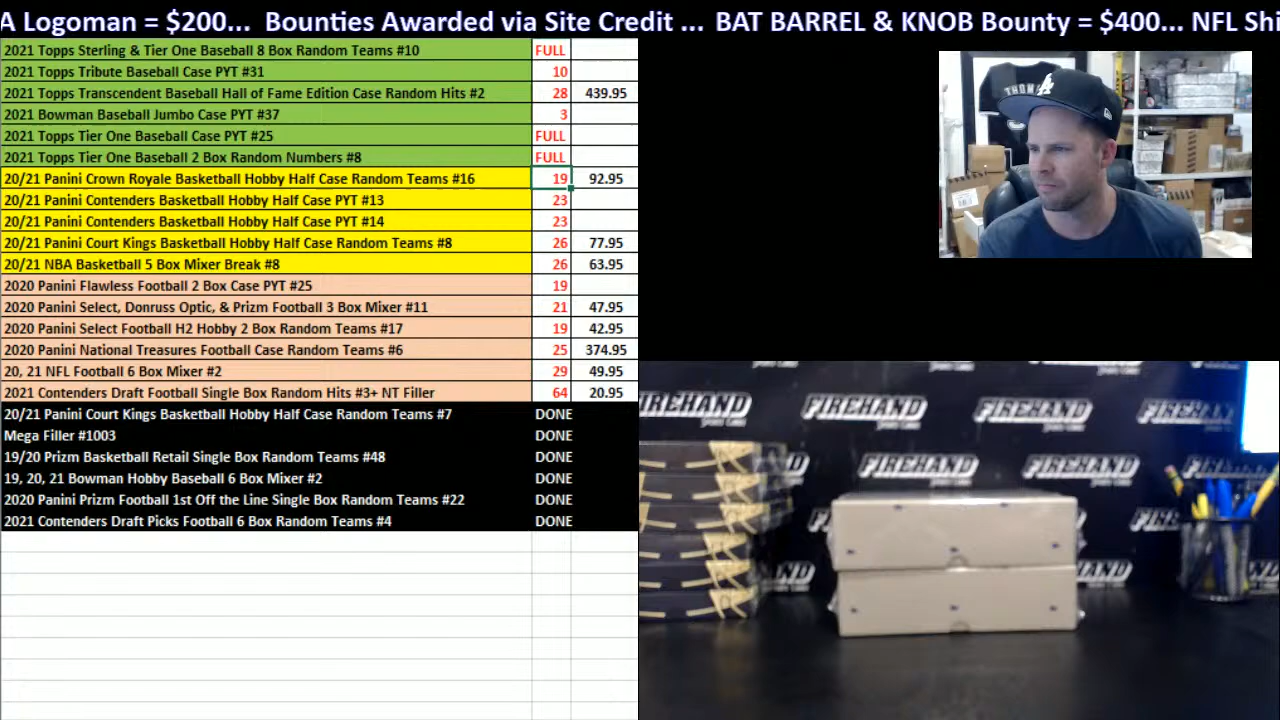 A Logoman = $200... Bounties Awarded via Site Credit ... BAT BARREL & KNOB Bounty = $400... NFL Shi
2021 Topps Sterling & Tier One Baseball 8 Box Random Teams #10 FULL
2021 Topps Tribute Baseball Case PYT #31 10
2021 Topps Transcendent Baseball Hall of Fame Edition Case Random Hits #2 28 439.95
2021 Bowman Baseball Jumbo Case PYT #37 3
2021 Topps Tier One Baseball Case PYT #25 FULL
2021 Topps Tier One Baseball 2 Box Random Numbers #8 FULL
20/21 Panini Crown Royale Basketball Hobby Half Case Random Teams #16 19 92.95
20/21 Panini Contenders Basketball Hobby Half Case PYT #13 23
20/21 Panini Contenders Basketball Hobby Half Case PYT #14 23
20/21 Panini Court Kings Basketball Hobby Half Case Random Teams #8 26 77.95
20/21 NBA Basketball 5 Box Mixer Break #8 26 63.95
2020 Panini Flawless Football 2 Box Case PYT #25 19
2020 Panini Select, Donruss Optic, & Prizm Football 3 Box Mixer #11 21 47.95
2020 Panini Select Football H2 Hobby 2 Box Random Teams #17 19 42.95
2020 Panini National Treasures Football Case Random Teams #6 25 374.95
20, 21 NFL Football 6 Box Mixer #2 29 49.95
2021 Contenders Draft Football Single Box Random Hits #3+ NT Filler 64 20.95
20/21 Panini Court Kings Basketball Hobby Half Case Random Teams #7 DONE
Mega Filler #1003 DONE
19/20 Prizm Basketball Retail Single Box Random Teams #48 DONE
19, 20, 21 Bowman Hobby Baseball 6 Box Mixer #2 DONE
2020 Panini Prizm Football 1st Off the Line Single Box Random Teams #22 DONE
2021 Contenders Draft Picks Football 6 Box Random Teams #4 DONE
THOM
LA
FIREHAND
FIREHAND
FIREHAND
FIREHAND
FIREHAND
FIREHAND